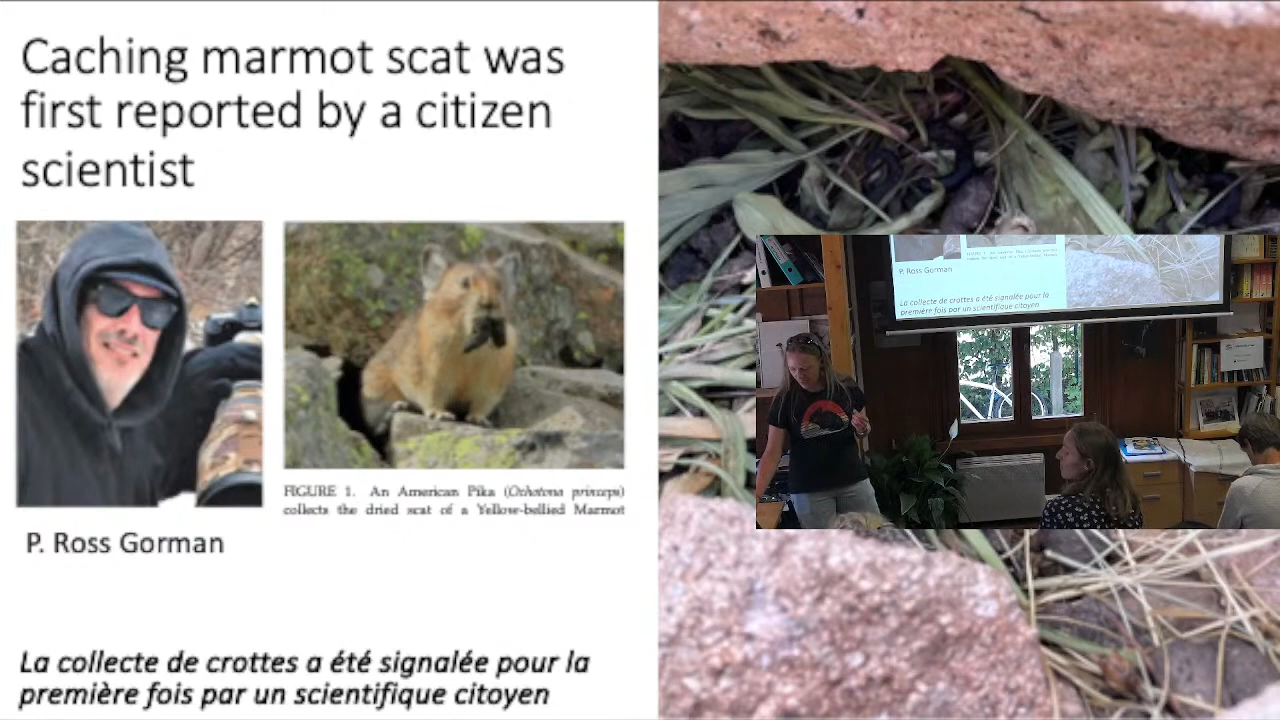 Caching marmot scat was
first reported by a citizen
scientist
FIGURE 1. An American Pika (Ochotona princeps)
collects the dried scat of a Yellow-bellied Marmot
P. Ross Gorman
La collecte de crottes a été signalée pour la
première fois par un scientifique citoyen
P. Ross Gorman
La collecte de crottes a été signalée pour la
première fois par un scientifique citoyen